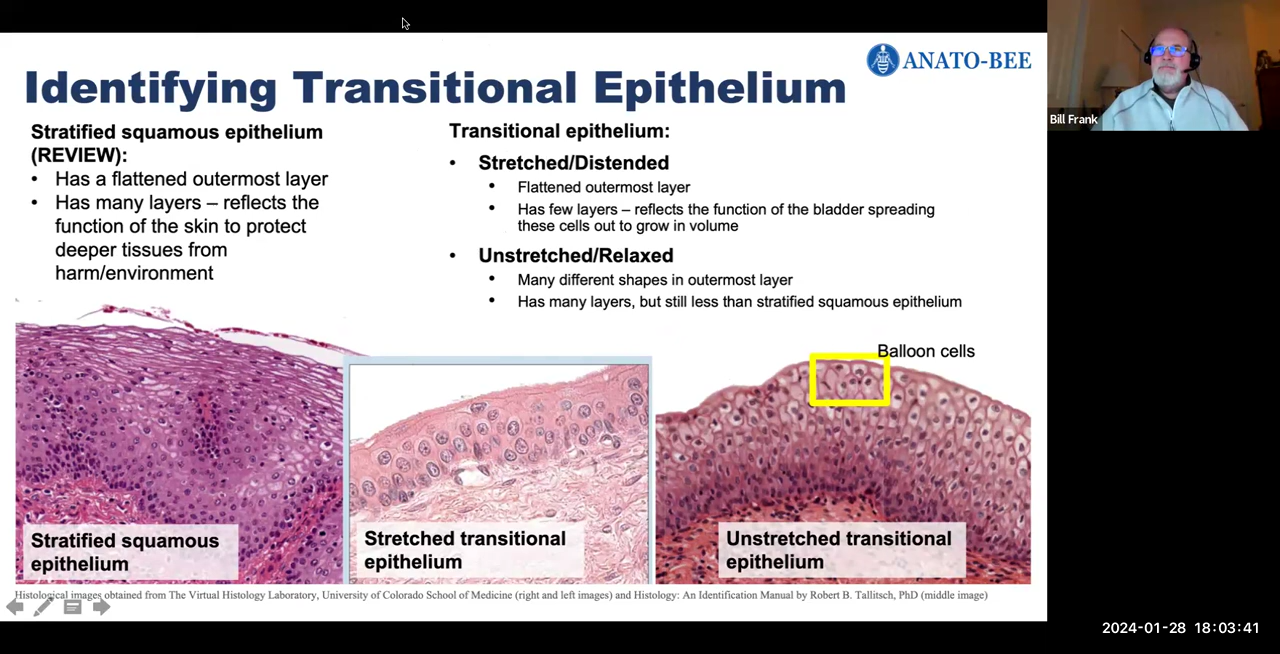 ANATO-BEE
Identifying Transitional Epithelium
Bill Frank
Stratified squamous epithelium
(REVIEW):
• Has a flattened outermost layer
• Has many layers – reflects the
function of the skin to protect
deeper tissues from
harm/environment
Transitional epithelium:
• Stretched/Distended
• Flattened outermost layer
• Has few layers – reflects the function of the bladder spreading
these cells out to grow in volume
• Unstretched/Relaxed
• Many different shapes in outermost layer
• Has many layers, but still less than stratified squamous epithelium
Balloon cells
Stratified squamous
epithelium
Stretched transitional
epithelium
Unstretched transitional
epithelium
Histological images obtained from The Virtual Histology Laboratory, University of Colorado School of Medicine (right and left images) and Histology: An Identification Manual by Robert B. Tallitsch, PhD (middle image)
2024-01-28 18:03:41